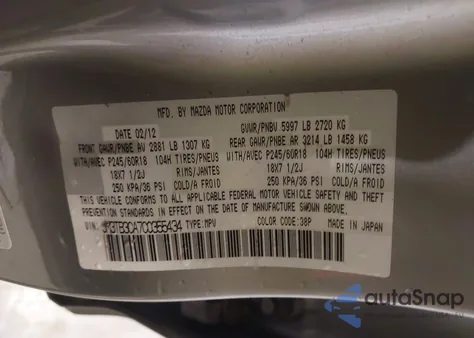 MFD. BY MAZDA MOTOR CORPORATION
DATE 02/12 GVWR/PNBV 5997 LB 2720 KG
FRONT GAWR/PNBE AV 2881 LB 1307 KG REAR GAWR/PNBE AR 3214 LB 1458 KG
WITH/AVEC P245/60R18 104H TIRES/PNEUS WITH/AVEC P245/60R18 104H TIRES/PNEUS
18X7 1/2J RIMS/JANTES 18X7 1/2J RIMS/JANTES
250 KPA/36 PSI COLD/A FROID 250 KPA/36 PSI COLD/A FROID
THIS VEHICLE CONFORMS TO ALL APPLICABLE FEDERAL MOTOR VEHICLE SAFETY AND THEFT
PREVENTION STANDARDS IN EFFECT ON THE DATE OF MANUFACTURE SHOWN ABOVE.
VIN: TYPE:MPV COLOR CODE:38P MADE IN JAPAN
autoSnap